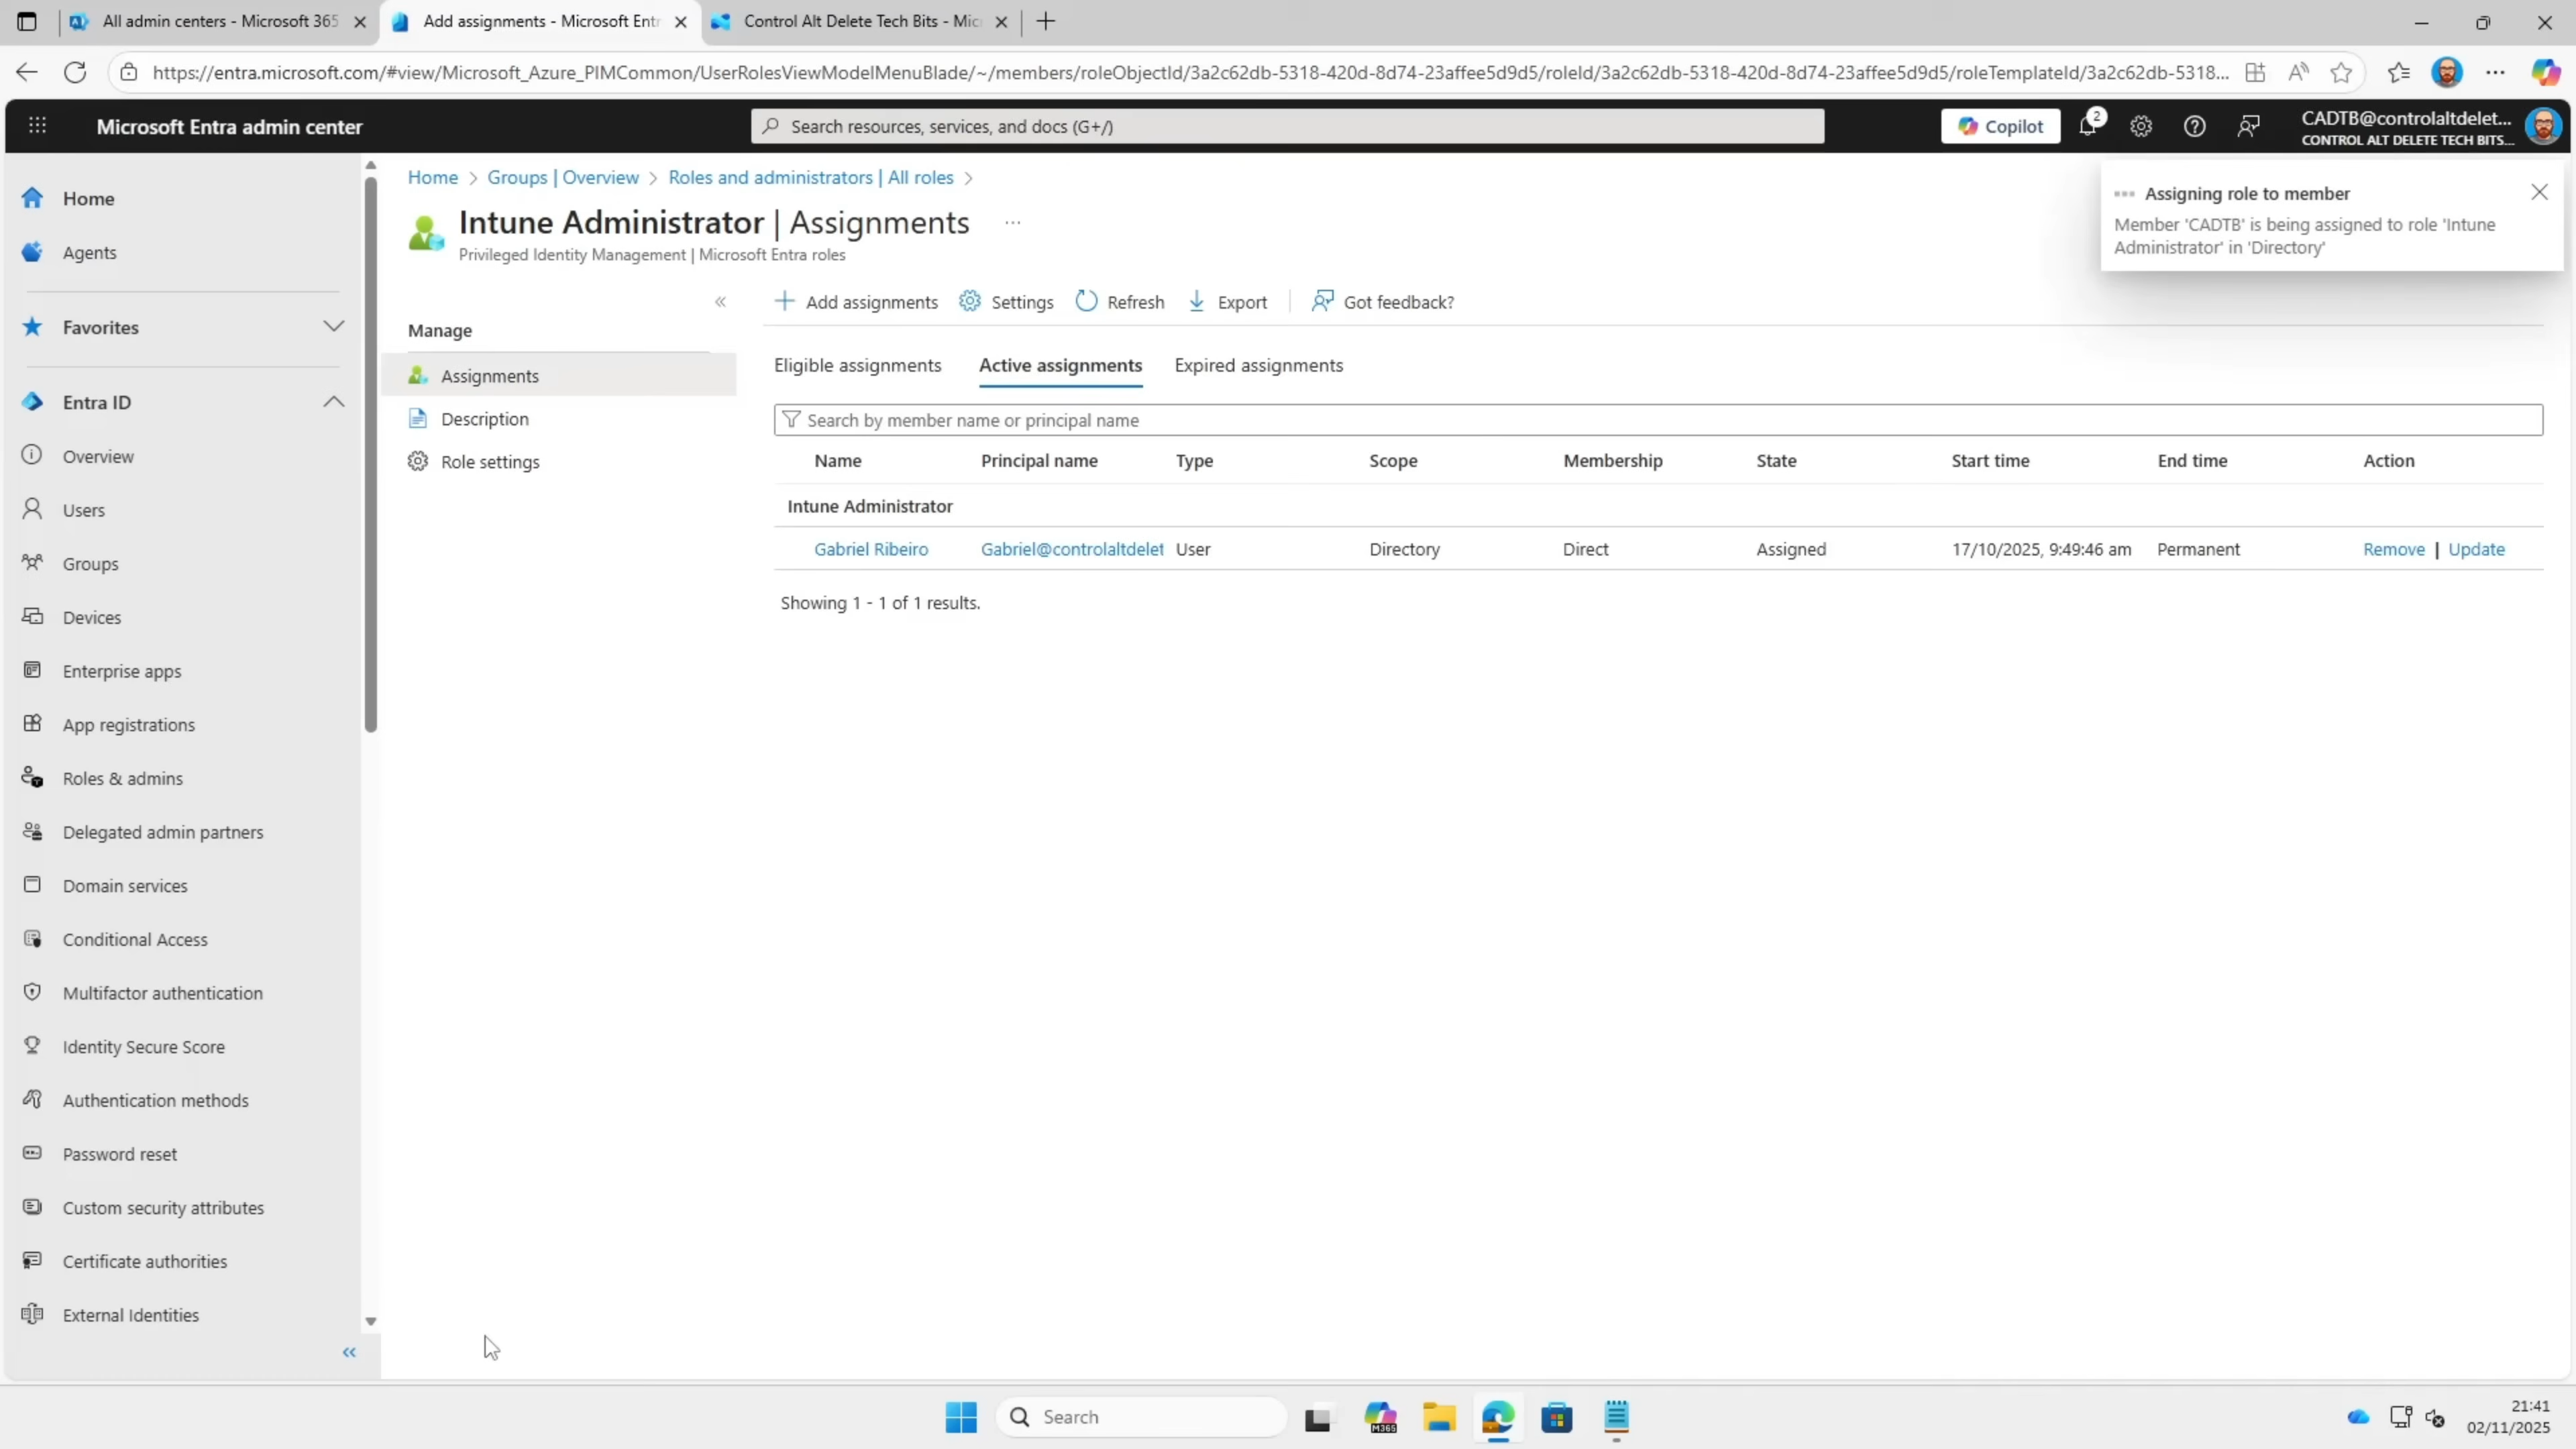 All admin centers - Microsoft 365
Add assignments - Microsoft Entr
Control Alt Delete Tech Bits - Mic
https://entra.microsoft.com/#view/Microsoft_Azure_PIMCommon/UserRolesViewModelMenuBlade/~/members/roleObjectId/3a2c62db-5318-420d-8d74-23affee5d9d5/roleId/3a2c62db-5318-420d-8d74-23affee5d9d5/roleTemplateId/3a2c62db-5318...
Microsoft Entra admin center
Search resources, services, and docs (G+/)
Copilot
2
CADTB@controlaltdelet...
CONTROL ALT DELETE TECH BITS...
Home
Agents
Favorites
Entra ID
Overview
Users
Groups
Devices
Enterprise apps
App registrations
Roles & admins
Delegated admin partners
Domain services
Conditional Access
Multifactor authentication
Identity Secure Score
Authentication methods
Password reset
Custom security attributes
Certificate authorities
External Identities
Home > Groups | Overview > Roles and administrators | All roles >
Intune Administrator | Assignments ...
Privileged Identity Management | Microsoft Entra roles
Manage
Assignments
Description
Role settings
Add assignments Settings Refresh Export Got feedback?
Eligible assignments Active assignments Expired assignments
Search by member name or principal name
Name Principal name Type Scope Membership State Start time End time Action
Intune Administrator
Gabriel Ribeiro Gabriel@controlaltdelet User Directory Direct Assigned 17/10/2025, 9:49:46 am Permanent Remove | Update
Showing 1 - 1 of 1 results.
Assigning role to member
Member 'CADTB' is being assigned to role 'Intune
Administrator' in 'Directory'
Search
M365
21:41
02/11/2025